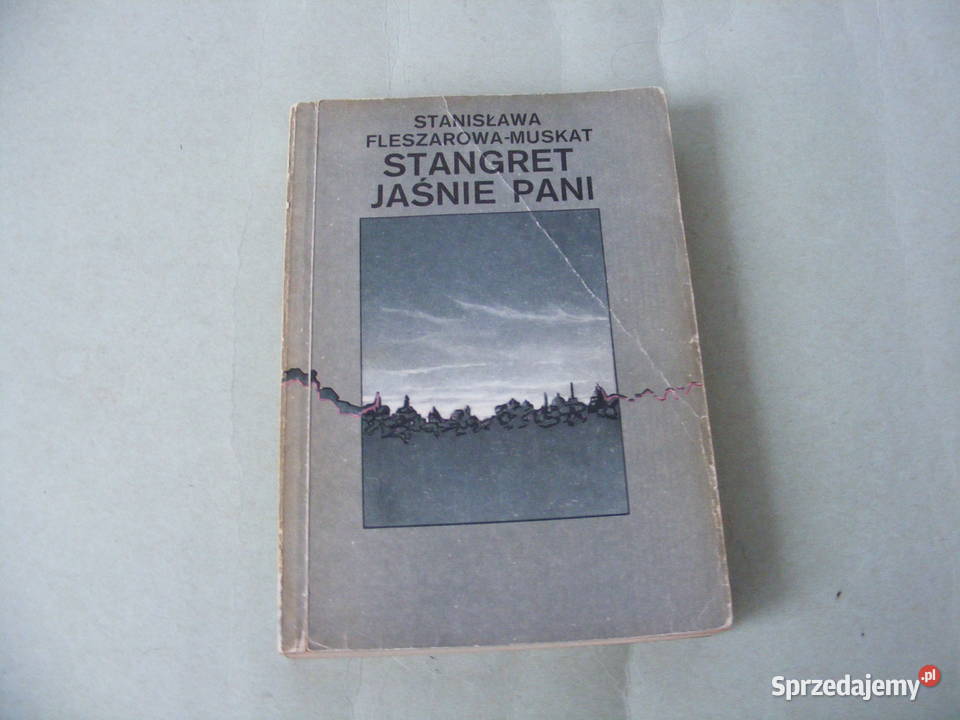 STANISŁAWA
FLESZAROWA-MUSKAT
STANGRET
JAŚNIE PANI
Sprzedajemy.pl